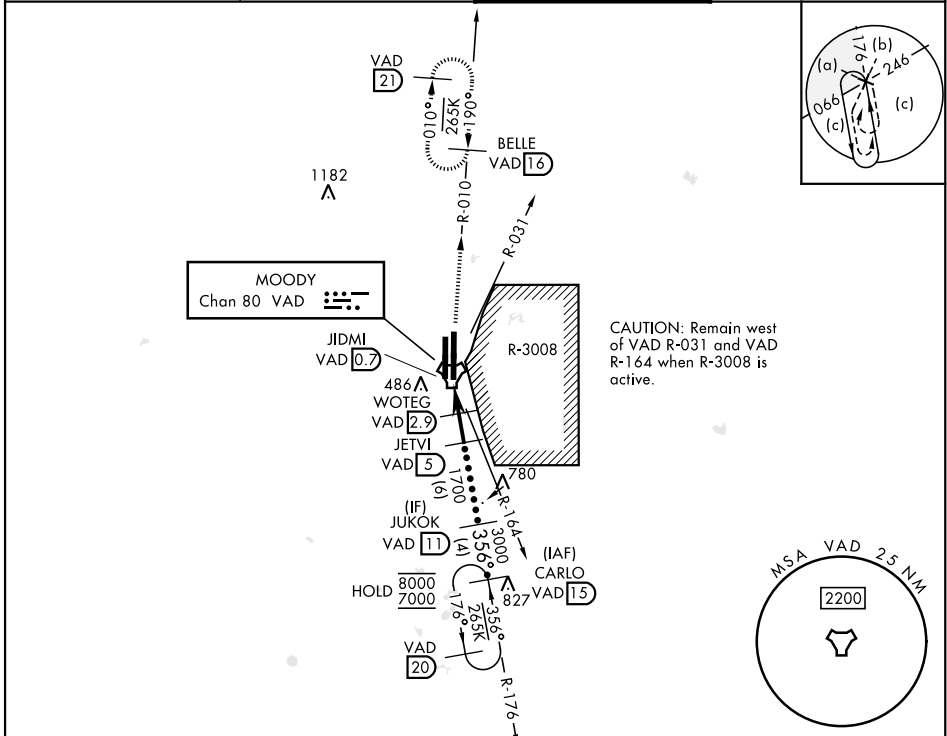 VAD
21
010°
265K
190°
BELLE
VAD 16
1182
R-010
R-031
MOODY
Chan 80 VAD
JIDMI
VAD 0.7
R-3008
CAUTION: Remain west
of VAD R-031 and VAD
R-164 when R-3008 is
active.
486
WOTEG
VAD 2.9
JETVI
VAD 5
1700
(6)
780
R-164
(IF)
JUKOK
VAD 11
(4)
3000
356°
(IAF)
CARLO
VAD 15
HOLD 8000
7000
827
176°
265K
356°
VAD
20
R-176
(a)
176
(b)
246
066
(c)
(c)
MSA VAD 25 NM
2200